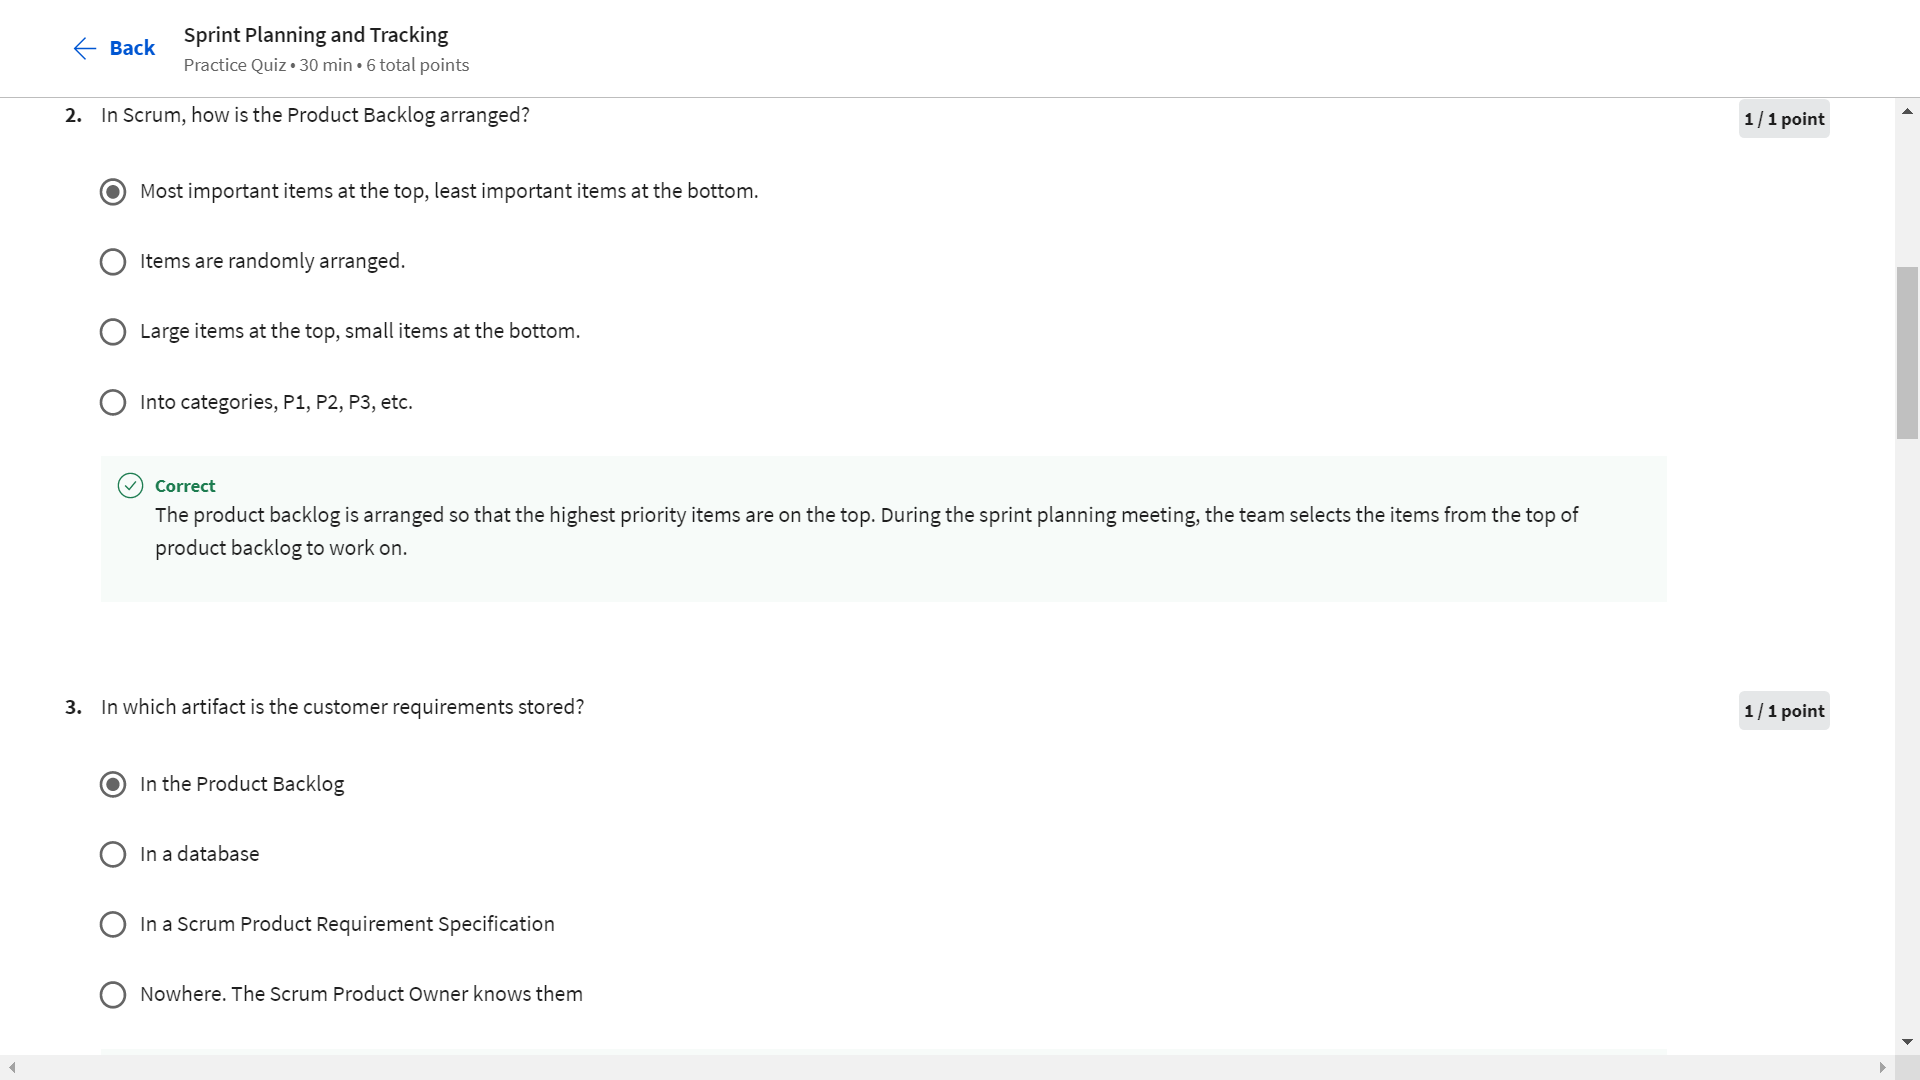 Back
Sprint Planning and Tracking
Practice Quiz • 30 min • 6 total points
2. In Scrum, how is the Product Backlog arranged?
1 / 1 point
Most important items at the top, least important items at the bottom.
Items are randomly arranged.
Large items at the top, small items at the bottom.
Into categories, P1, P2, P3, etc.
Correct
The product backlog is arranged so that the highest priority items are on the top. During the sprint planning meeting, the team selects the items from the top of
product backlog to work on.
3. In which artifact is the customer requirements stored?
1 / 1 point
In the Product Backlog
In a database
In a Scrum Product Requirement Specification
Nowhere. The Scrum Product Owner knows them